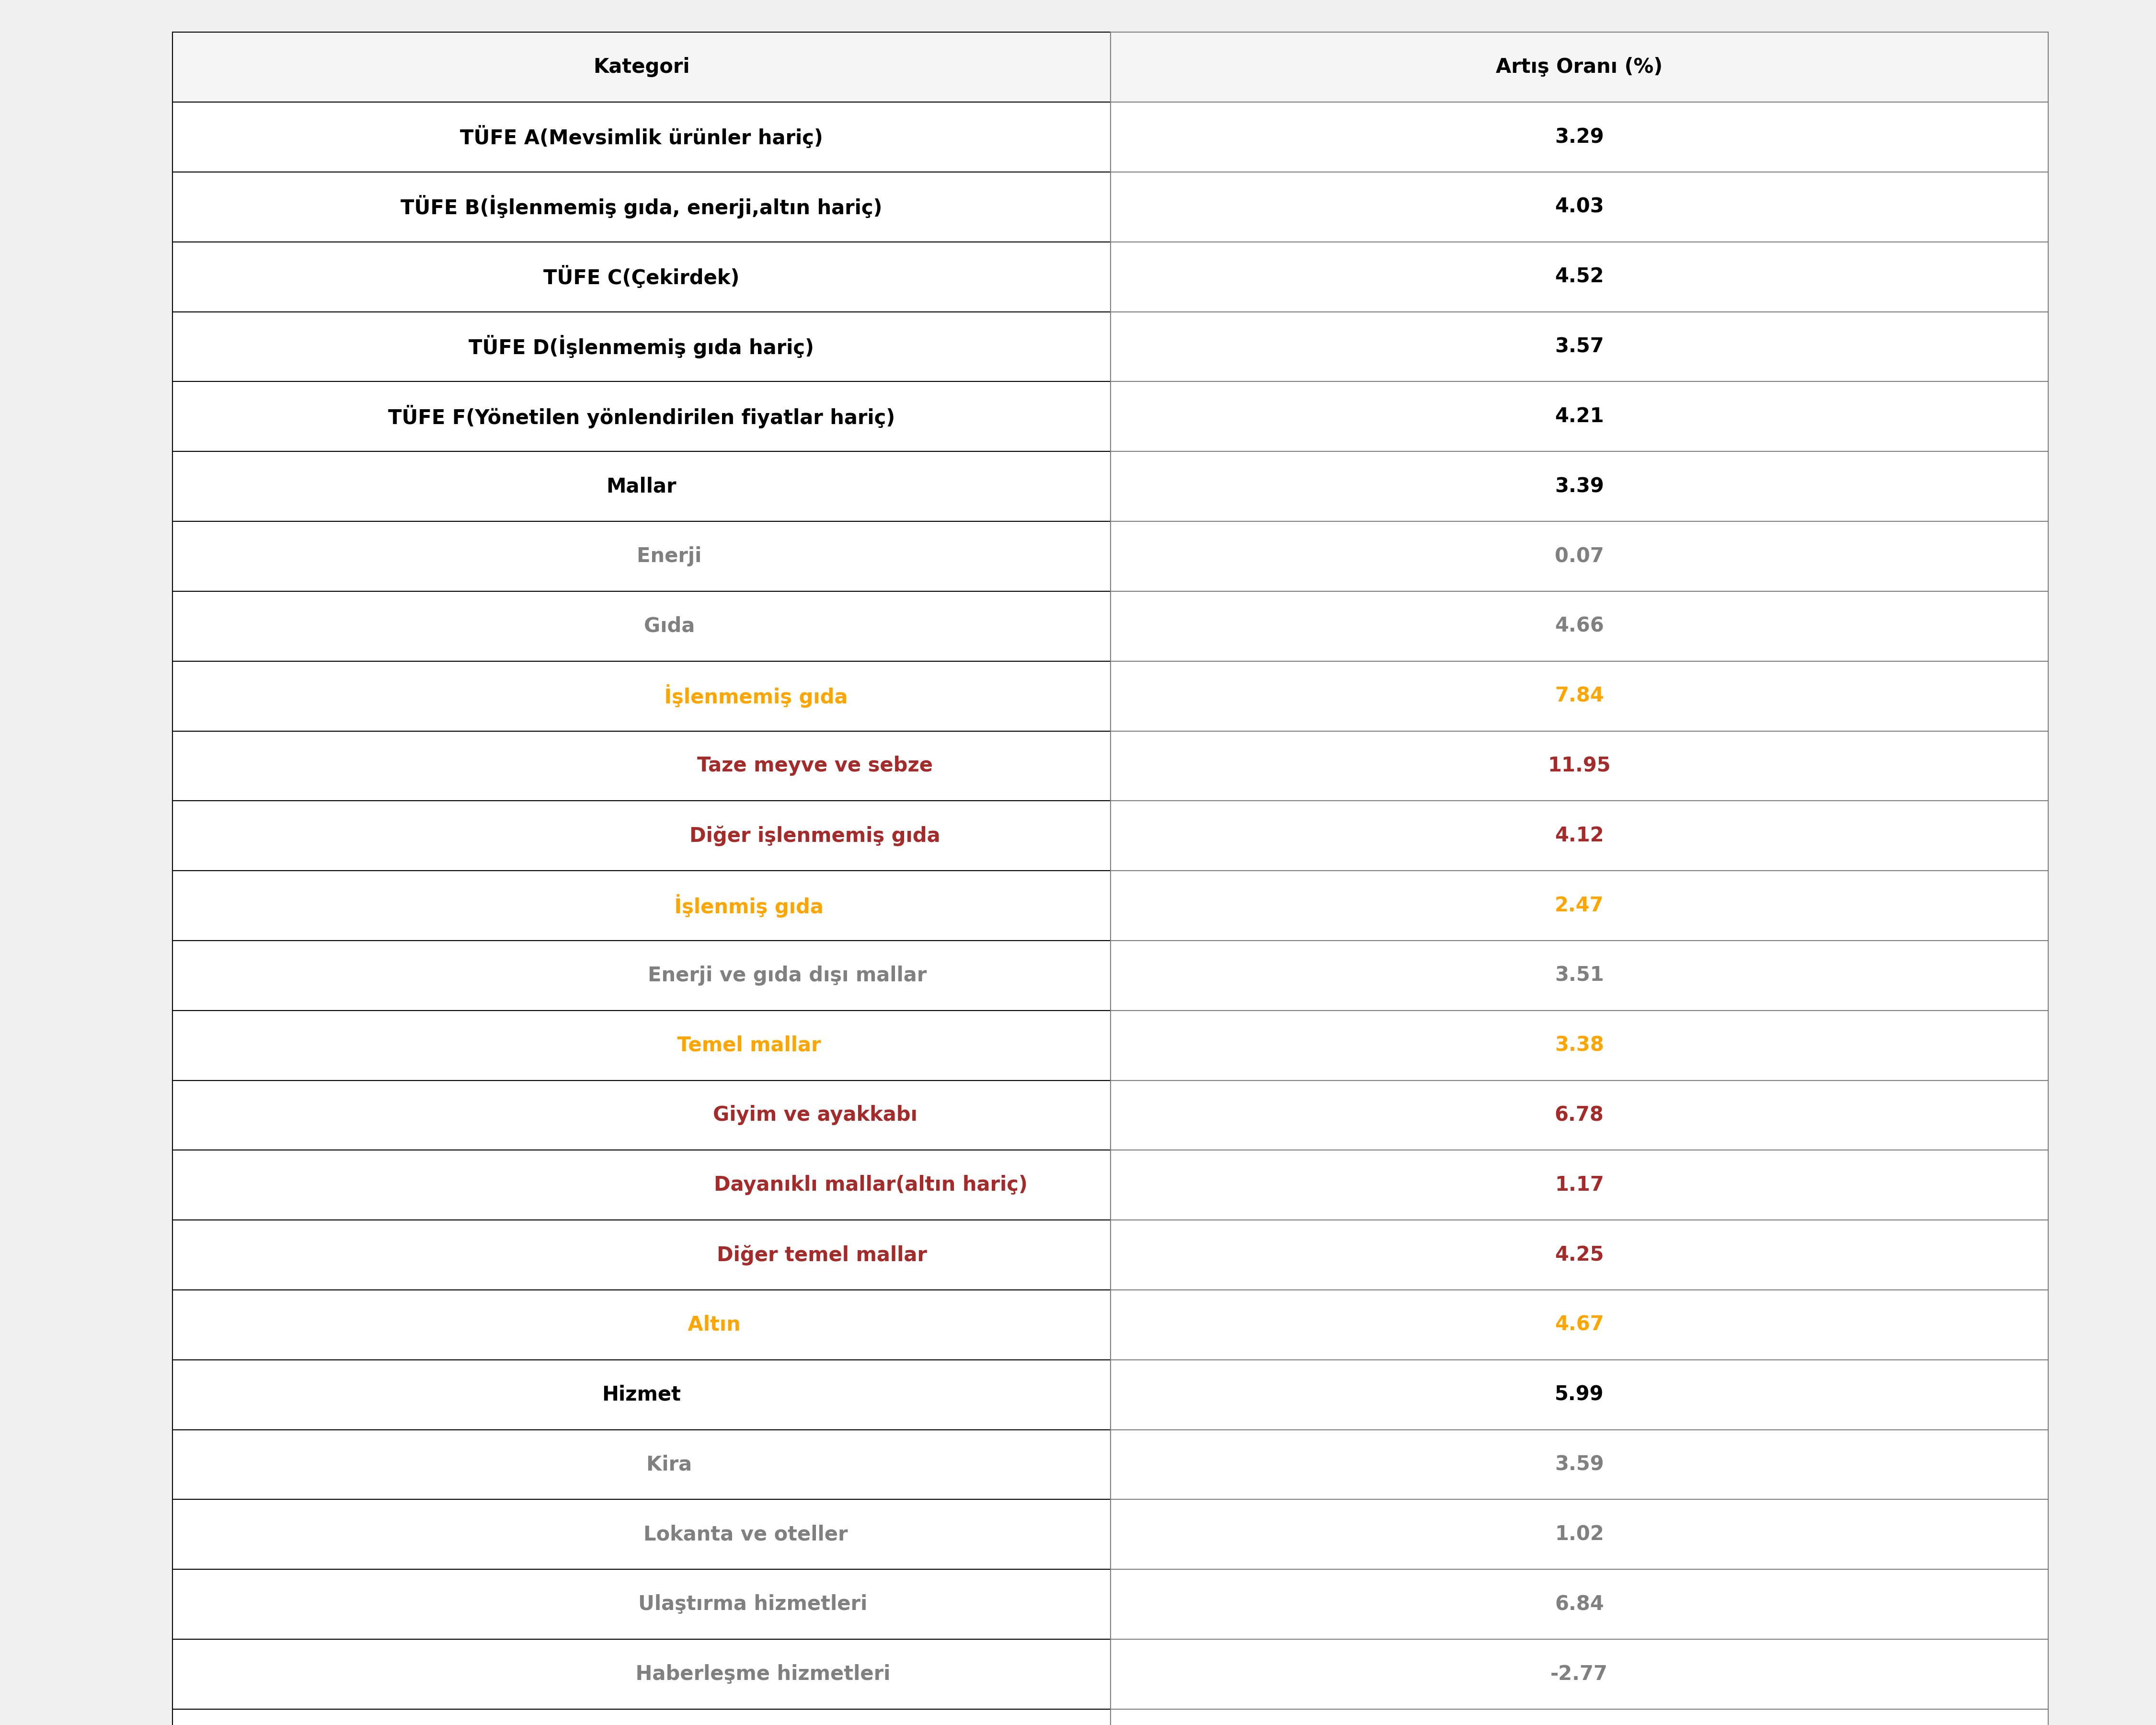 Kategori Artış Oranı (%)
TÜFE A(Mevsimlik ürünler hariç) 3.29
TÜFE B(İşlenmemiş gıda, enerji,altın hariç) 4.03
TÜFE C(Çekirdek) 4.52
TÜFE D(İşlenmemiş gıda hariç) 3.57
TÜFE F(Yönetilen yönlendirilen fiyatlar hariç) 4.21
Mallar 3.39
Enerji 0.07
Gıda 4.66
İşlenmemiş gıda 7.84
Taze meyve ve sebze 11.95
Diğer işlenmemiş gıda 4.12
İşlenmiş gıda 2.47
Enerji ve gıda dışı mallar 3.51
Temel mallar 3.38
Giyim ve ayakkabı 6.78
Dayanıklı mallar(altın hariç) 1.17
Diğer temel mallar 4.25
Altın 4.67
Hizmet 5.99
Kira 3.59
Lokanta ve oteller 1.02
Ulaştırma hizmetleri 6.84
Haberleşme hizmetleri -2.77